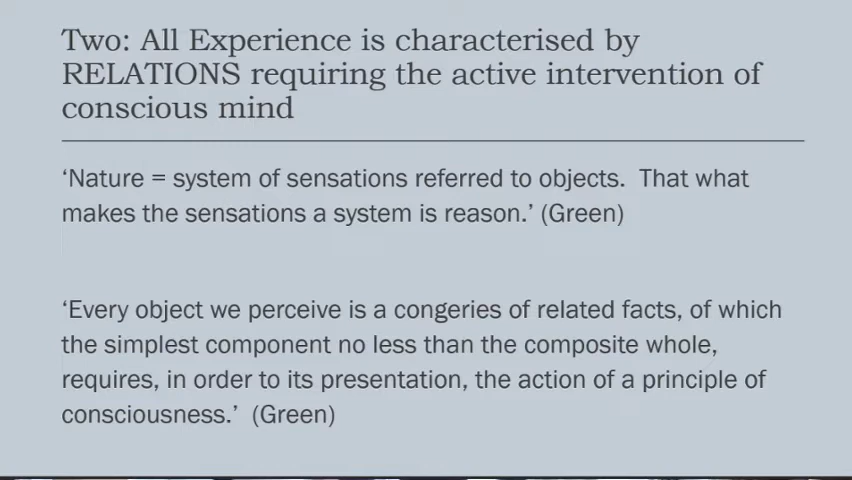 Two: All Experience is characterised by
RELATIONS requiring the active intervention of
conscious mind
‘Nature = system of sensations referred to objects.  That what
makes the sensations a system is reason.’ (Green)
‘Every object we perceive is a congeries of related facts, of which
the simplest component no less than the composite whole,
requires, in order to its presentation, the action of a principle of
consciousness.’  (Green)